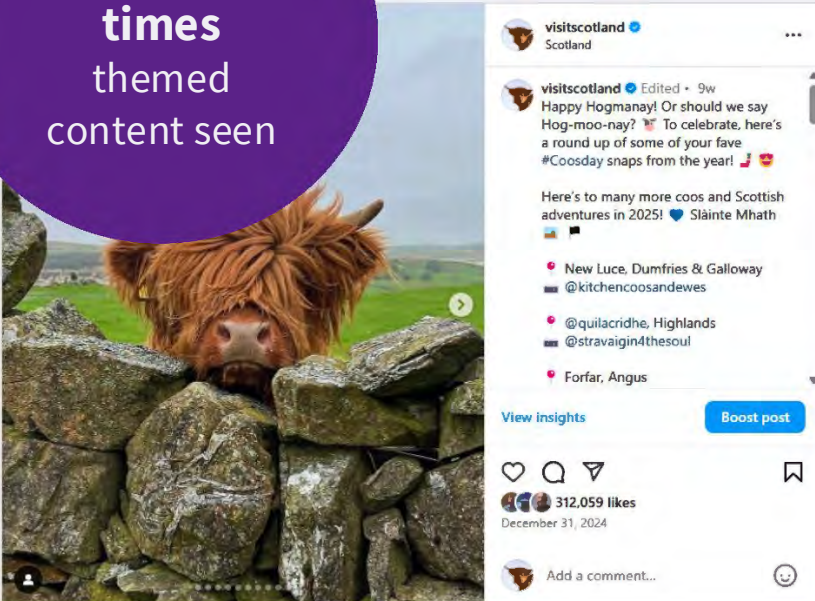 times
themed
content seen
visitscotland
Scotland
visitscotland Edited • 9w
Happy Hogmanay! Or should we say
Hog-moo-nay? To celebrate, here's
a round up of some of your fave
#Coosday snaps from the year!
Here's to many more coos and Scottish
adventures in 2025! 💙 Slàinte Mhath
New Luce, Dumfries & Galloway
@kitchencoosandewes
@quilacridhe, Highlands
@stravaigin4thesoul
Forfar, Angus
View insights
Boost post
312,059 likes
December 31, 2024
Add a comment...